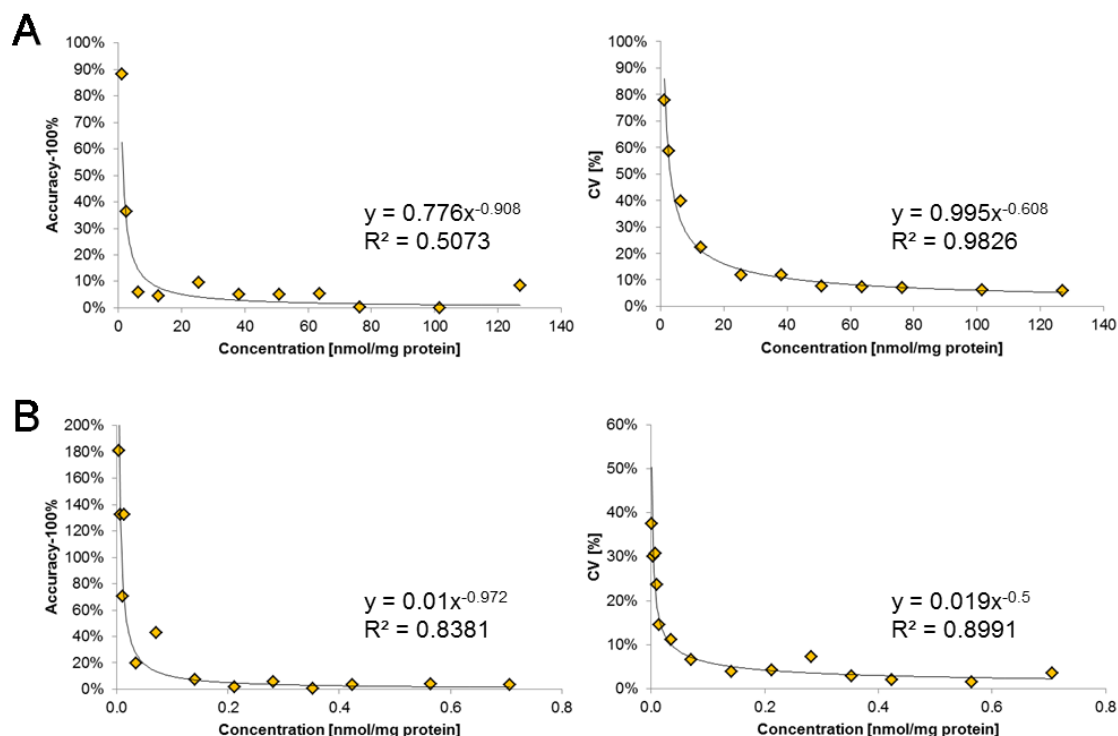 A
100%
90%
80%
70%
60%
50%
40%
30%
20%
10%
0%
Accuracy-100%
y = 0.776x^-0.908
R² = 0.5073
0 20 40 60 80 100 120 140
Concentration [nmol/mg protein]
100%
90%
80%
70%
60%
50%
40%
30%
20%
10%
0%
CV [%]
y = 0.995x^-0.608
R² = 0.9826
0 20 40 60 80 100 120 140
Concentration [nmol/mg protein]
B
200%
180%
160%
140%
120%
100%
80%
60%
40%
20%
0%
Accuracy-100%
y = 0.01x^-0.972
R² = 0.8381
0.0 0.2 0.4 0.6 0.8
Concentration [nmol/mg protein]
60%
50%
40%
30%
20%
10%
0%
CV [%]
y = 0.019x^-0.5
R² = 0.8991
0.0 0.2 0.4 0.6 0.8
Concentration [nmol/mg protein]